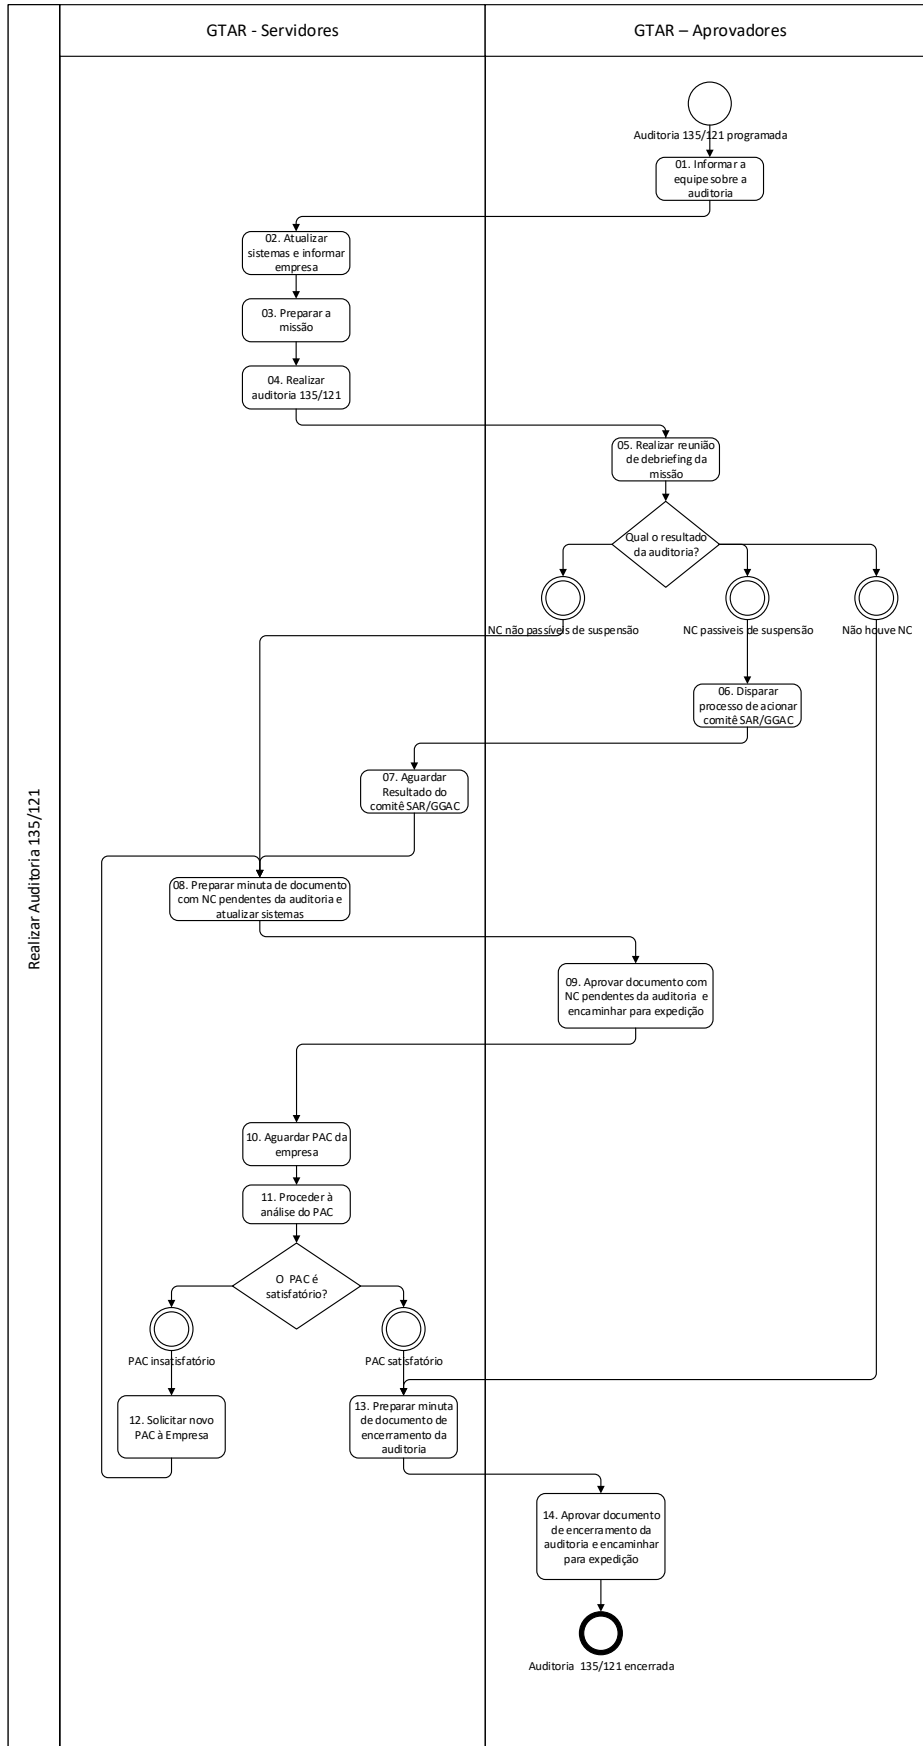 GTAR - Servidores
GTAR – Aprovadores
Realizar Auditoria 135/121
Auditoria 135/121 programada
01. Informar a
equipe sobre a
auditoria
02. Atualizar
sistemas e informar
empresa
03. Preparar a
missão
04. Realizar
auditoria 135/121
05. Realizar reunião
de debriefing da
missão
Qual o resultado
da auditoria?
NC não passíveis de suspensão
NC passiveis de suspensão
Não houve NC
06. Disparar
processo de acionar
comitê SAR/GGAC
07. Aguardar
Resultado do
comitê SAR/GGAC
08. Preparar minuta de documento
com NC pendentes da auditoria e
atualizar sistemas
09. Aprovar documento com
NC pendentes da auditoria e
encaminhar para expedição
10. Aguardar PAC da
empresa
11. Proceder à
análise do PAC
O PAC é
satisfatório?
PAC insatisfatório
PAC satisfatório
12. Solicitar novo
PAC à Empresa
13. Preparar minuta
de documento de
encerramento da
auditoria
14. Aprovar documento
de encerramento da
auditoria e encaminhar
para expedição
Auditoria 135/121 encerrada